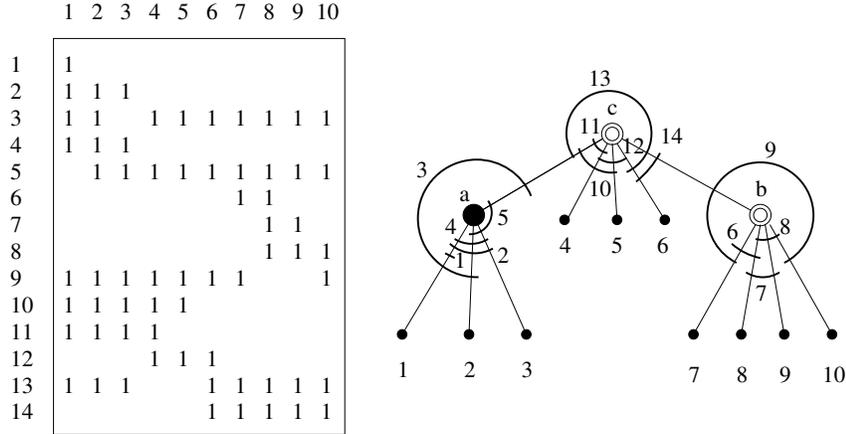 1 2 3 4 5 6 7 8 9 10
1 1
2 1 1 1
3 1 1 1 1 1 1 1 1 1
4 1 1 1
5 1 1 1 1 1 1 1 1 1
6 1 1
7 1 1
8 1 1 1
9 1 1 1 1 1 1 1 1
10 1 1 1 1 1
11 1 1 1 1
12 1 1 1
13 1 1 1 1 1 1 1 1
14 1 1 1 1 1
13
c
11 12 14
10
3
a
4 5
1 2
4 5 6
9
b
6 8
7
1 2 3
7 8 9 10